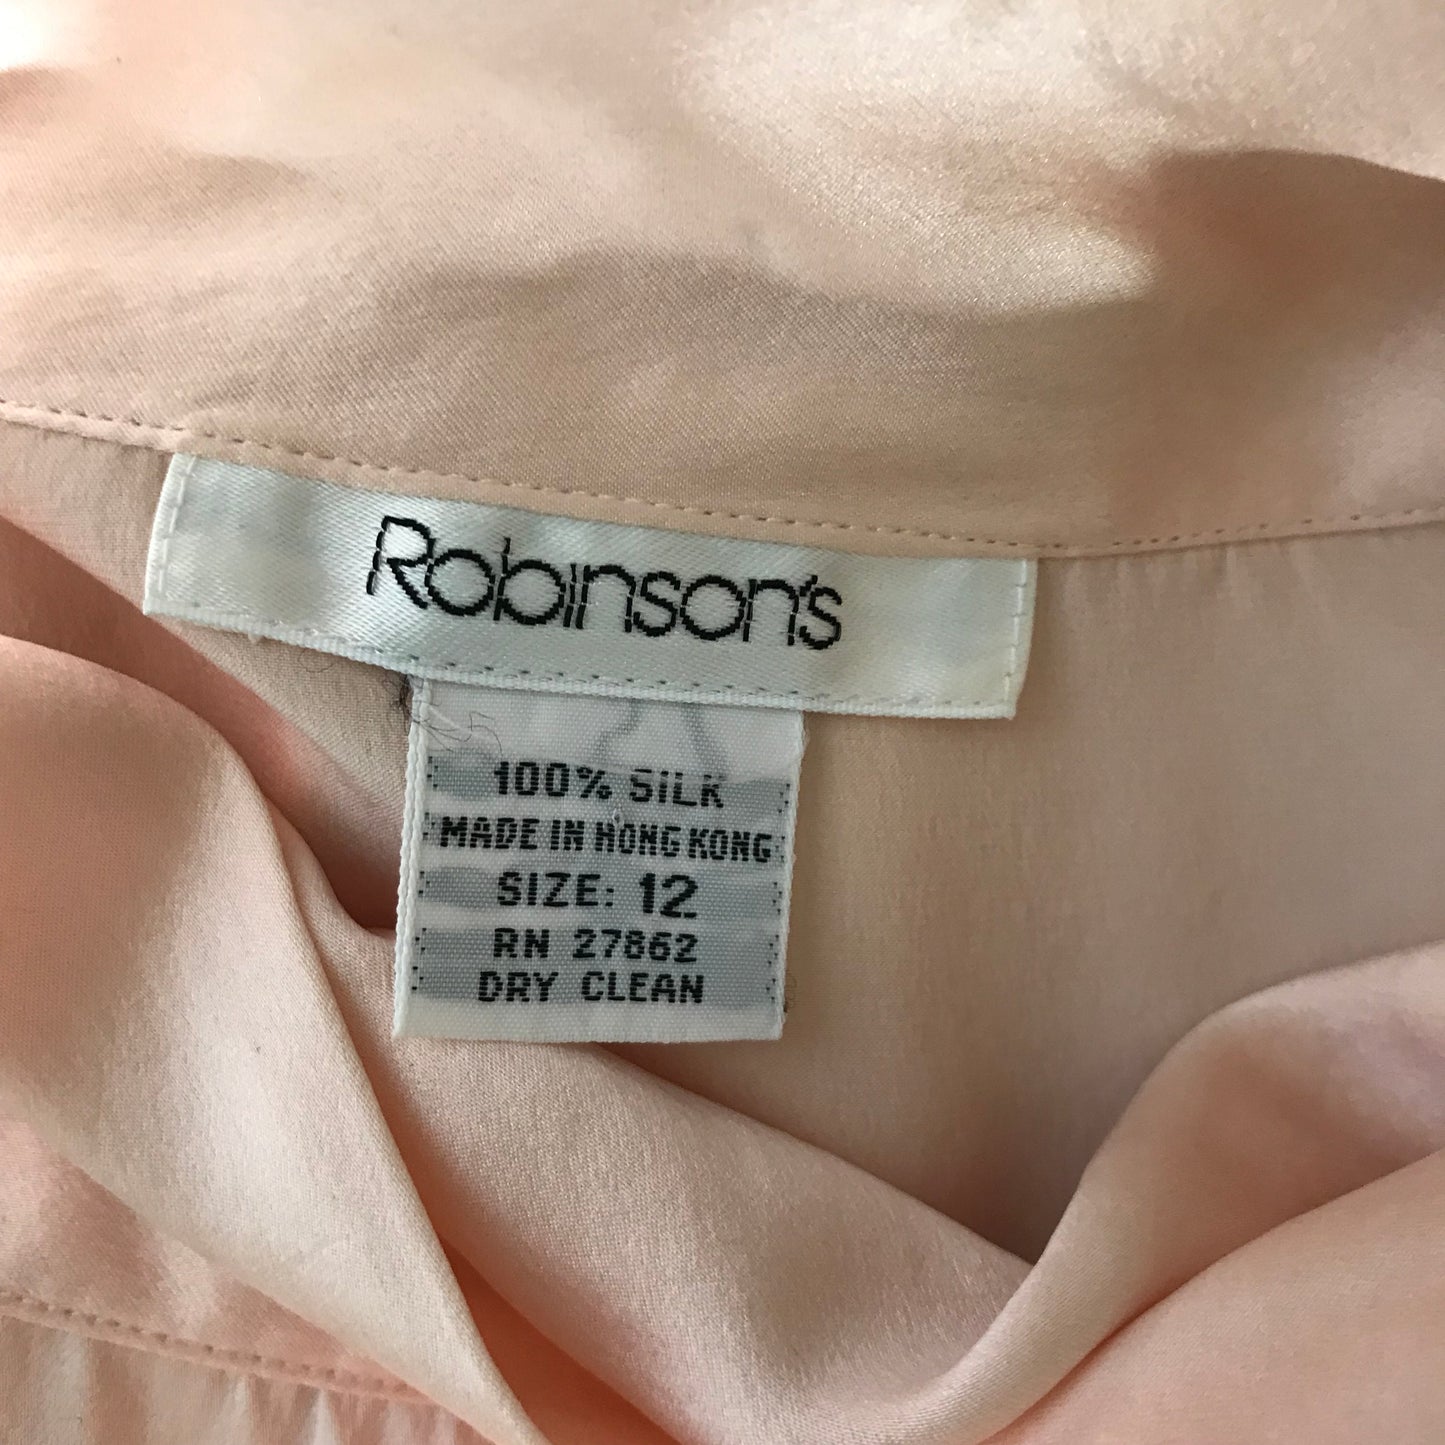 Robinson's
100% SILK
MADE IN HONG KONG
SIZE: 12
RN 27862
DRY CLEAN